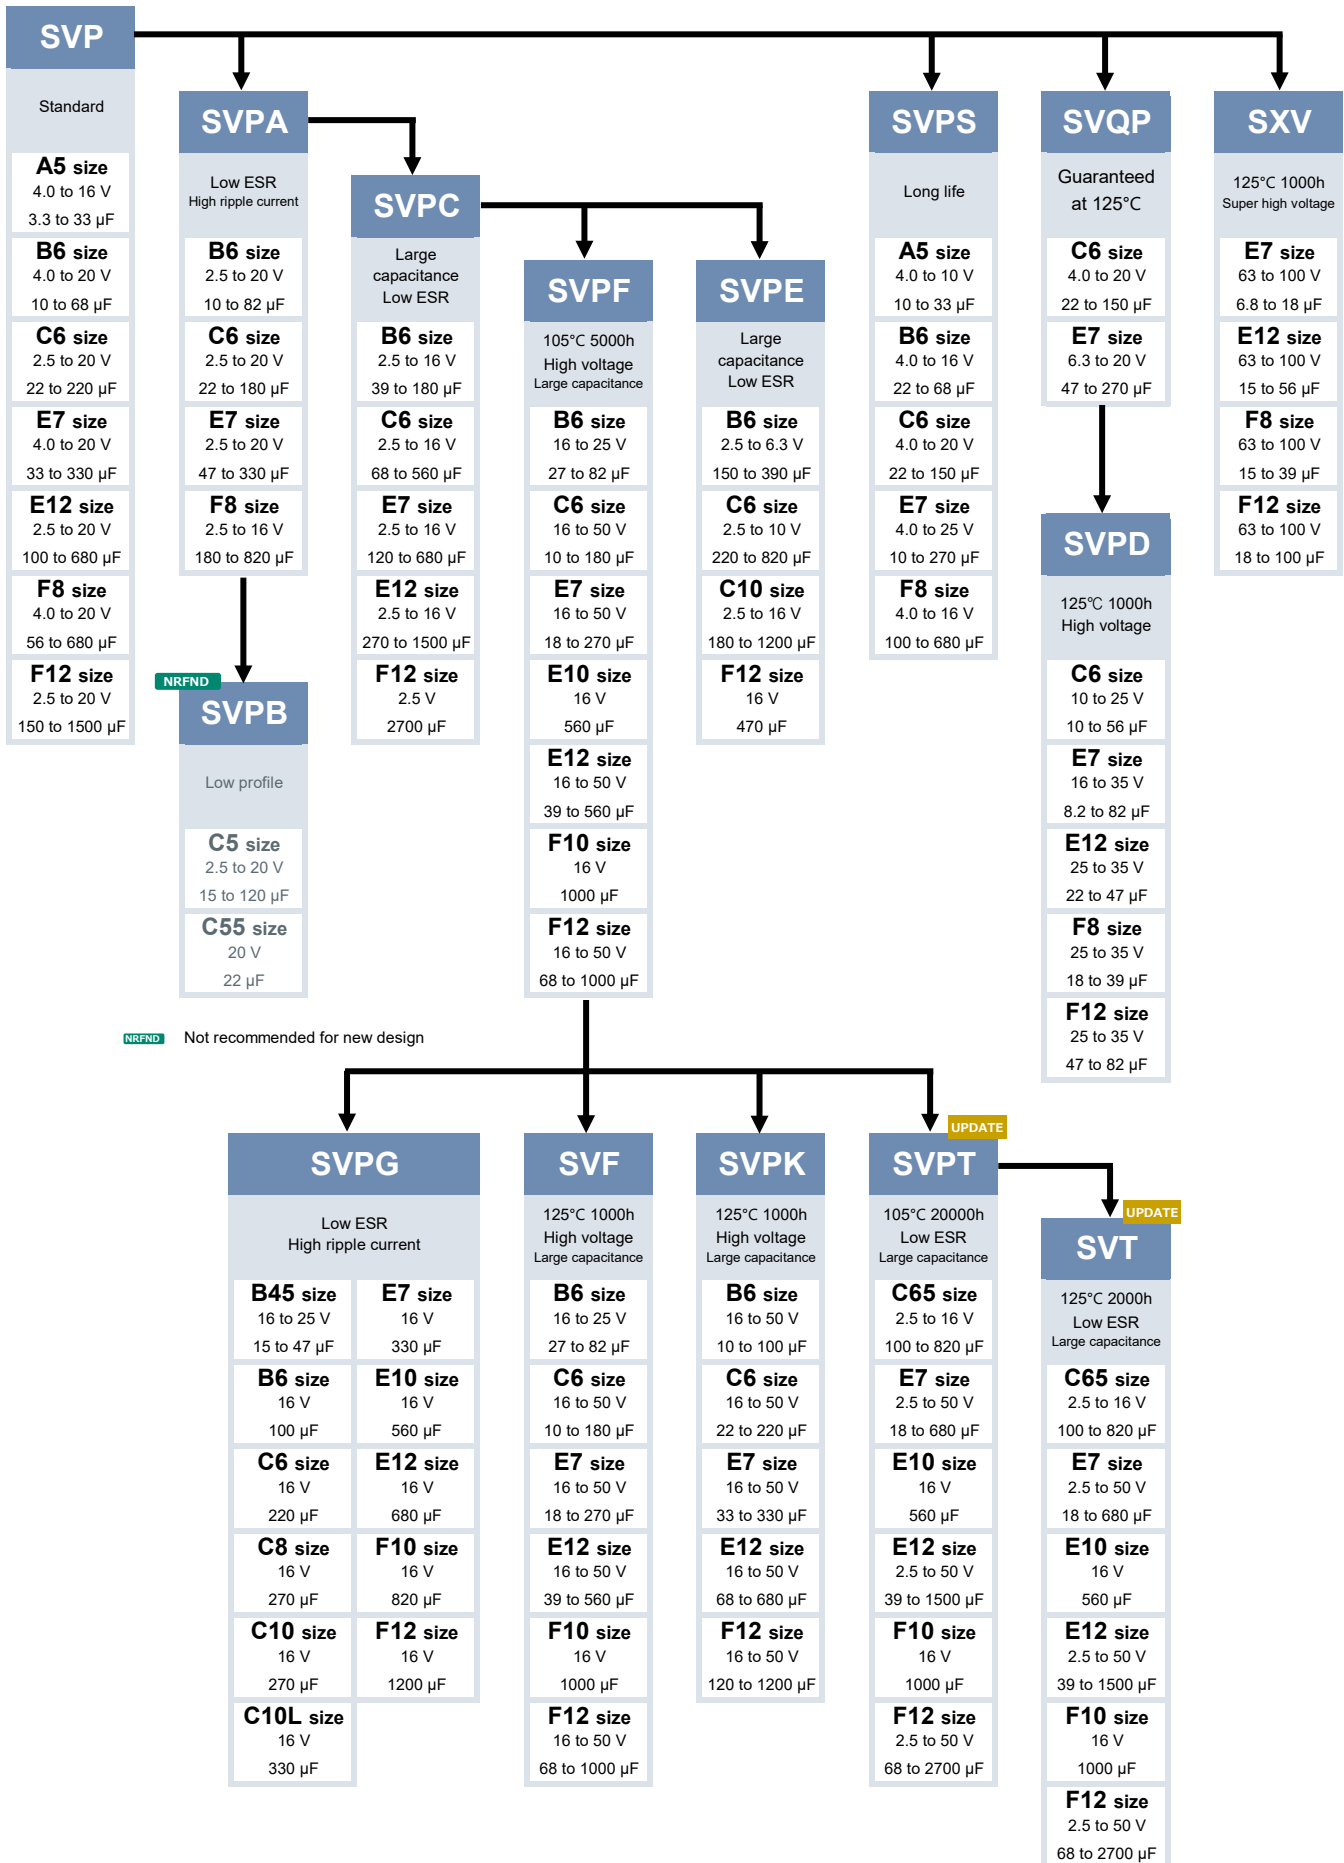 SVP
Standard
A5 size
4.0 to 16 V
3.3 to 33 µF
B6 size
4.0 to 20 V
10 to 68 µF
C6 size
2.5 to 20 V
22 to 220 µF
E7 size
4.0 to 20 V
33 to 330 µF
E12 size
2.5 to 20 V
100 to 680 µF
F8 size
4.0 to 20 V
56 to 680 µF
F12 size
2.5 to 20 V
150 to 1500 µF
SVPA
Low ESR
High ripple current
B6 size
2.5 to 20 V
10 to 82 µF
C6 size
2.5 to 20 V
22 to 180 µF
E7 size
2.5 to 20 V
47 to 330 µF
F8 size
2.5 to 16 V
180 to 820 µF
NRFND
SVPB
Low profile
C5 size
2.5 to 20 V
15 to 120 µF
C55 size
20 V
22 µF
SVPC
Large
capacitance
Low ESR
B6 size
2.5 to 16 V
39 to 180 µF
C6 size
2.5 to 16 V
68 to 560 µF
E7 size
2.5 to 16 V
120 to 680 µF
E12 size
2.5 to 16 V
270 to 1500 µF
F12 size
2.5 V
2700 µF
SVPF
105°C 5000h
High voltage
Large capacitance
B6 size
16 to 25 V
27 to 82 µF
C6 size
16 to 50 V
10 to 180 µF
E7 size
16 to 50 V
18 to 270 µF
E10 size
16 V
560 µF
E12 size
16 to 50 V
39 to 560 µF
F10 size
16 V
1000 µF
F12 size
16 to 50 V
68 to 1000 µF
SVPE
Large
capacitance
Low ESR
B6 size
2.5 to 6.3 V
150 to 390 µF
C6 size
2.5 to 10 V
220 to 820 µF
C10 size
2.5 to 16 V
180 to 1200 µF
F12 size
16 V
470 µF
SVPS
Long life
A5 size
4.0 to 10 V
10 to 33 µF
B6 size
4.0 to 16 V
22 to 68 µF
C6 size
4.0 to 20 V
22 to 150 µF
E7 size
4.0 to 25 V
10 to 270 µF
F8 size
4.0 to 16 V
100 to 680 µF
SVQP
Guaranteed
at 125°C
C6 size
4.0 to 20 V
22 to 150 µF
E7 size
6.3 to 20 V
47 to 270 µF
SVPD
125℃ 1000h
High voltage
C6 size
10 to 25 V
10 to 56 µF
E7 size
16 to 35 V
8.2 to 82 µF
E12 size
25 to 35 V
22 to 47 µF
F8 size
25 to 35 V
18 to 39 µF
F12 size
25 to 35 V
47 to 82 µF
SXV
125°C 1000h
Super high voltage
E7 size
63 to 100 V
6.8 to 18 µF
E12 size
63 to 100 V
15 to 56 µF
F8 size
63 to 100 V
15 to 39 µF
F12 size
63 to 100 V
18 to 100 µF
NRFND Not recommended for new design
SVPG
Low ESR
High ripple current
B45 size
16 to 25 V
15 to 47 µF
B6 size
16 V
100 µF
C6 size
16 V
220 µF
C8 size
16 V
270 µF
C10 size
16 V
270 µF
C10L size
16 V
330 µF
E7 size
16 V
330 µF
E10 size
16 V
560 µF
E12 size
16 V
680 µF
F10 size
16 V
820 µF
F12 size
16 V
1200 µF
SVF
125°C 1000h
High voltage
Large capacitance
B6 size
16 to 25 V
27 to 82 µF
C6 size
16 to 50 V
10 to 180 µF
E7 size
16 to 50 V
18 to 270 µF
E12 size
16 to 50 V
39 to 560 µF
F10 size
16 V
1000 µF
F12 size
16 to 50 V
68 to 1000 µF
SVPK
125°C 1000h
High voltage
Large capacitance
B6 size
16 to 50 V
10 to 100 µF
C6 size
16 to 50 V
22 to 220 µF
E7 size
16 to 50 V
33 to 330 µF
E12 size
16 to 50 V
68 to 680 µF
F12 size
16 to 50 V
120 to 1200 µF
UPDATE
SVPT
105°C 20000h
Low ESR
Large capacitance
C65 size
2.5 to 16 V
100 to 820 µF
E7 size
2.5 to 50 V
18 to 680 µF
E10 size
16 V
560 µF
E12 size
2.5 to 50 V
39 to 1500 µF
F10 size
16 V
1000 µF
F12 size
2.5 to 50 V
68 to 2700 µF
UPDATE
SVT
125°C 2000h
Low ESR
Large capacitance
C65 size
2.5 to 16 V
100 to 820 µF
E7 size
2.5 to 50 V
18 to 680 µF
E10 size
16 V
560 µF
E12 size
2.5 to 50 V
39 to 1500 µF
F10 size
16 V
1000 µF
F12 size
2.5 to 50 V
68 to 2700 µF